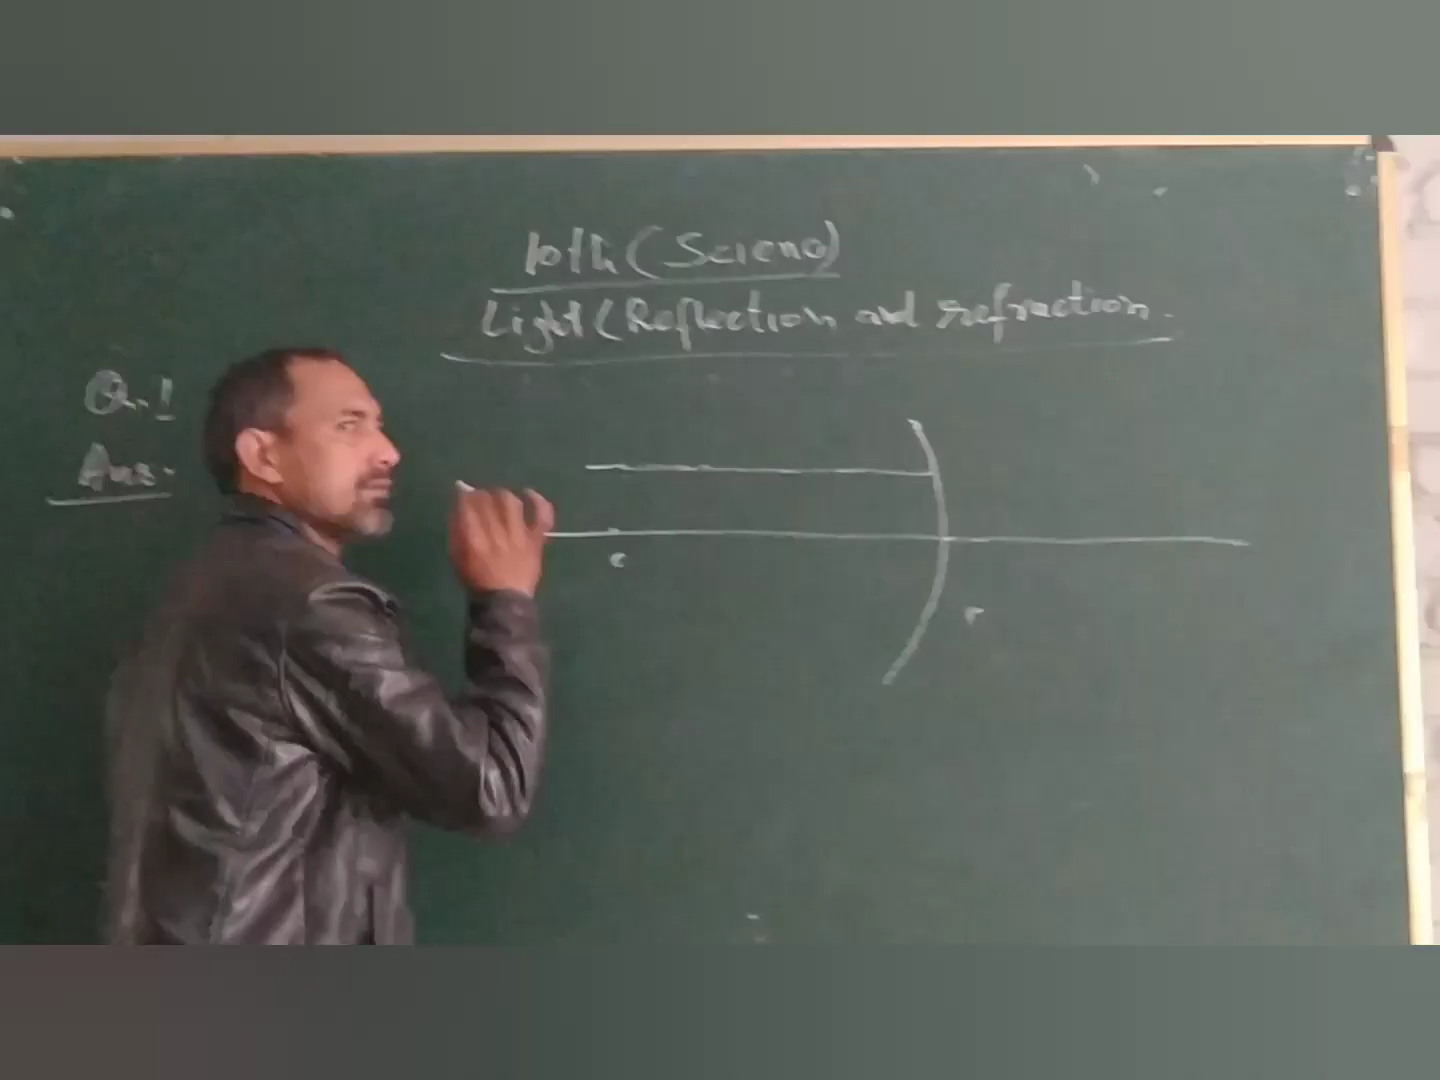 10th (Science)
Light (Reflection and refraction.
Q.1
Ans.
c
P